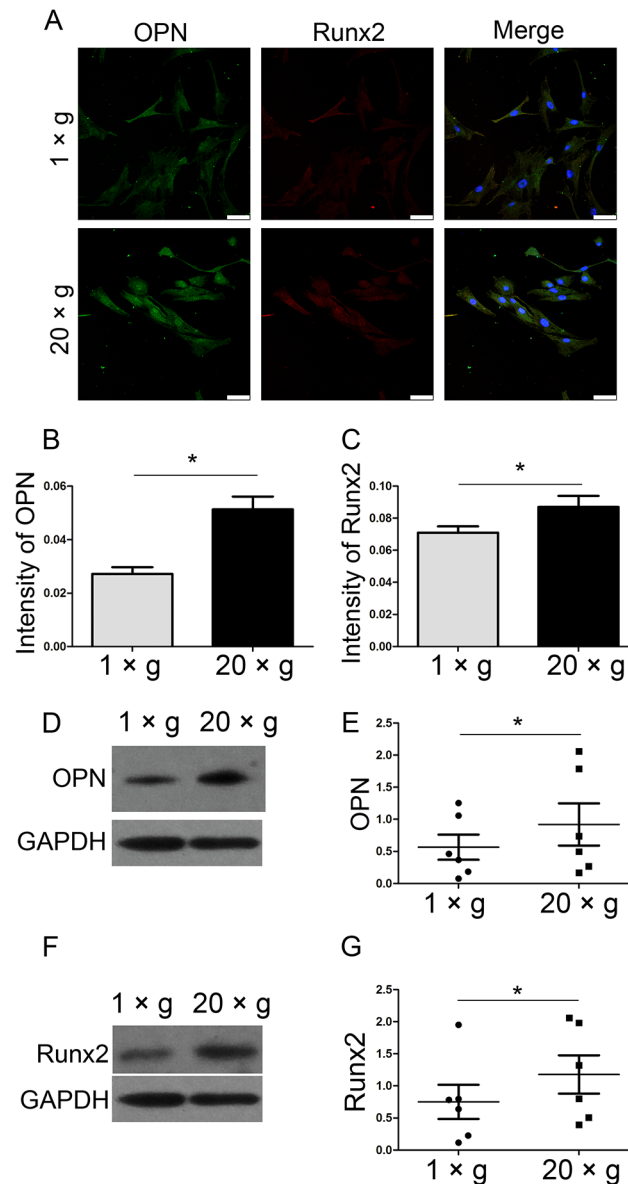 A
OPN Runx2 Merge
1 × g
20 × g
B
*
Intensity of OPN
0.06
0.04
0.02
0.00
1 × g 20 × g
C
*
Intensity of Runx2
0.10
0.08
0.06
0.04
0.02
0.00
1 × g 20 × g
D
1 × g 20 × g
OPN
GAPDH
E
*
OPN
2.5
2.0
1.5
1.0
0.5
0.0
1 × g 20 × g
F
1 × g 20 × g
Runx2
GAPDH
G
*
Runx2
2.5
2.0
1.5
1.0
0.5
0.0
1 × g 20 × g